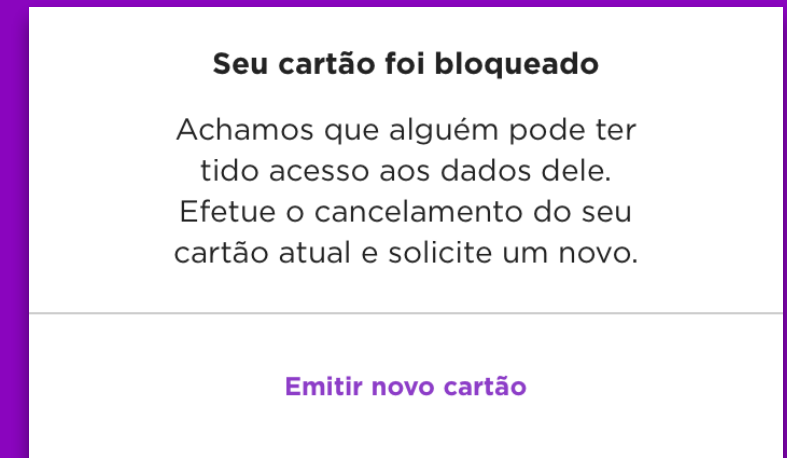 Seu cartão foi bloqueado
Achamos que alguém pode ter
tido acesso aos dados dele.
Efetue o cancelamento do seu
cartão atual e solicite um novo.
Emitir novo cartão